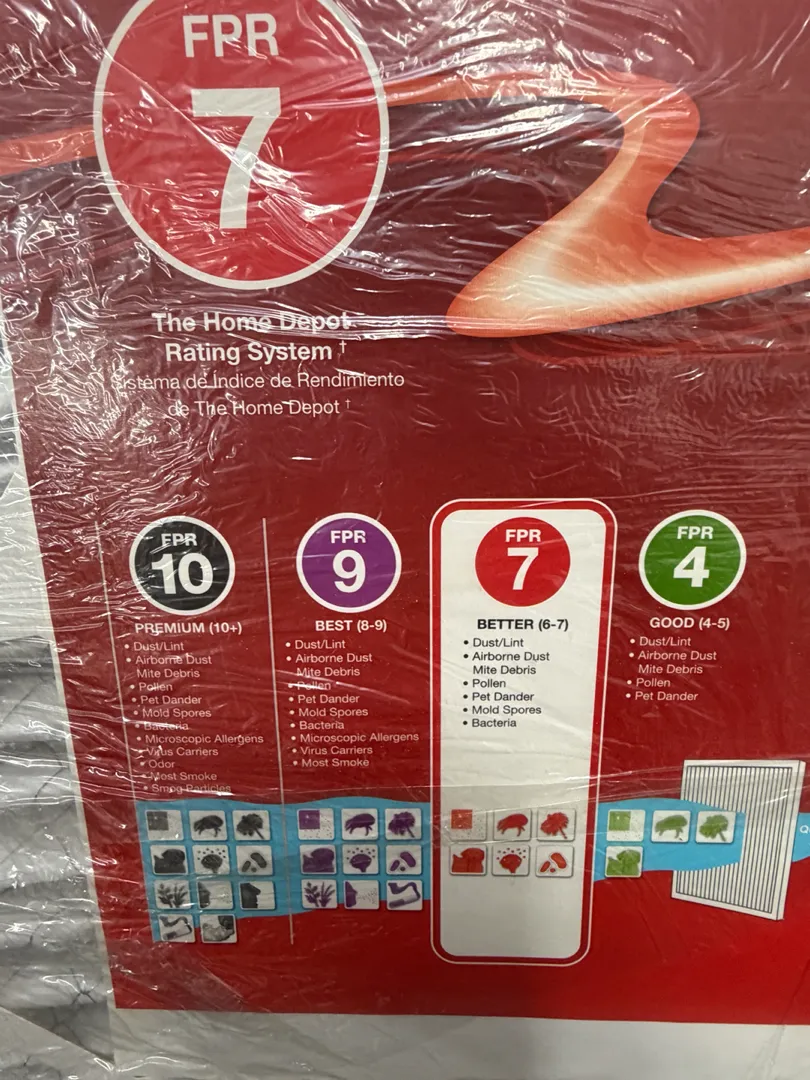 FPR
7
The Home Depot
Rating System †
Sistema de Índice de Rendimiento
de The Home Depot †
FPR
10
PREMIUM (10+)
• Dust/Lint
• Airborne Dust
Mite Debris
• Pollen
• Pet Dander
• Mold Spores
• Bacteria
• Microscopic Allergens
• Virus Carriers
• Odor
• Most Smoke
• Smog Particles
FPR
9
BEST (8-9)
• Dust/Lint
• Airborne Dust
Mite Debris
• Pollen
• Pet Dander
• Mold Spores
• Bacteria
• Microscopic Allergens
• Virus Carriers
• Most Smoke
FPR
7
BETTER (6-7)
• Dust/Lint
• Airborne Dust
Mite Debris
• Pollen
• Pet Dander
• Mold Spores
• Bacteria
FPR
4
GOOD (4-5)
• Dust/Lint
• Airborne Dust
Mite Debris
• Pollen
• Pet Dander